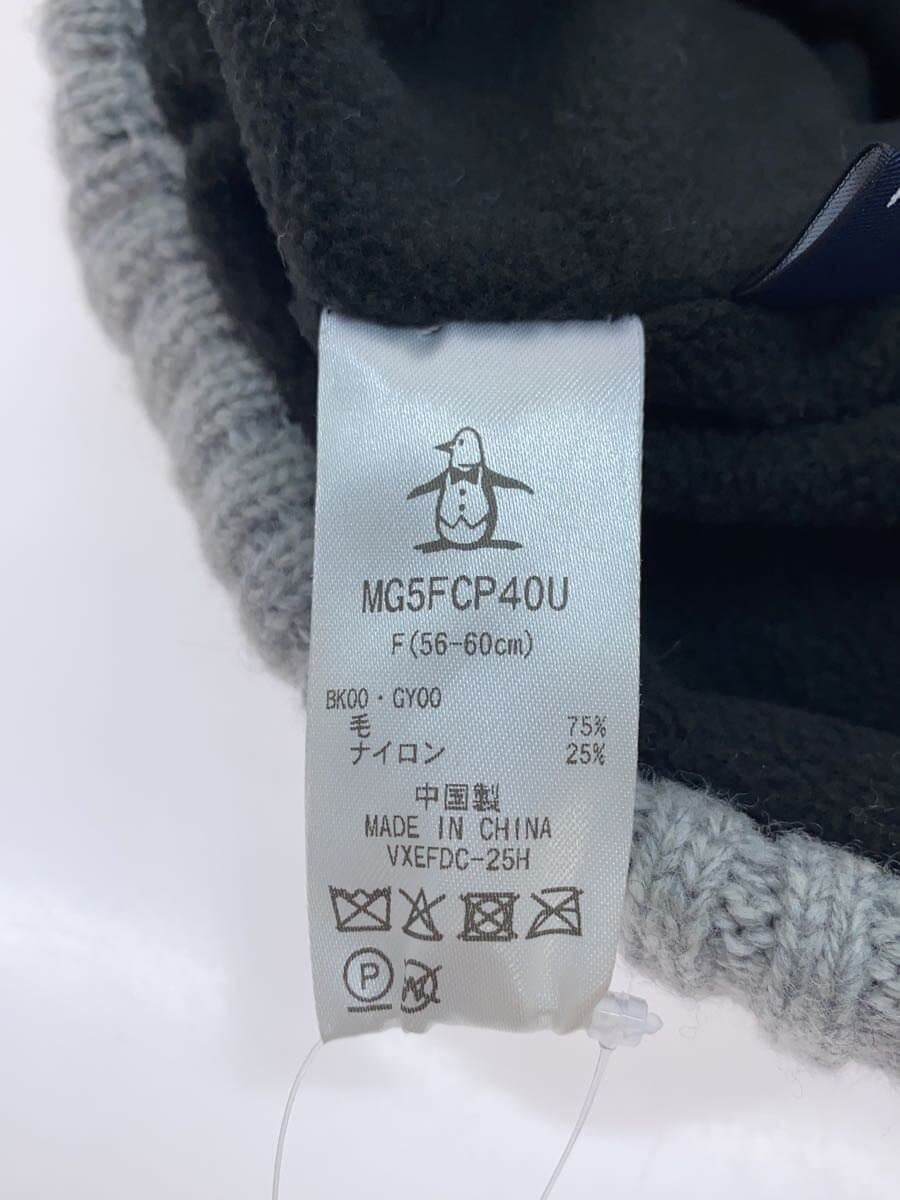 MG5FCP40U
F(56-60cm)
BK00・GY00
毛 75%
ナイロン 25%
中国製
MADE IN CHINA
VXEFDC-25H
P